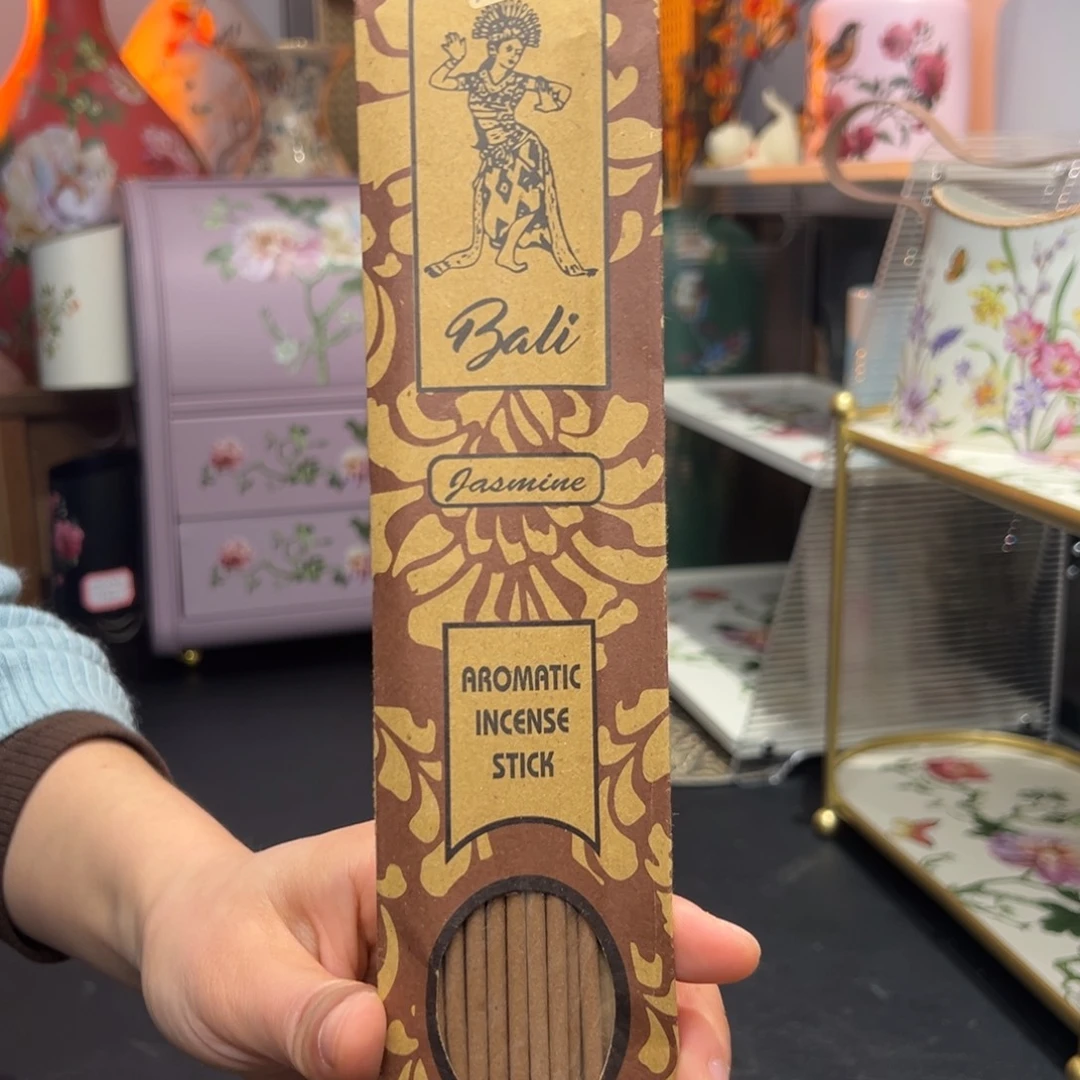 Bali
Jasmine
AROMATIC
INCENSE
STICK